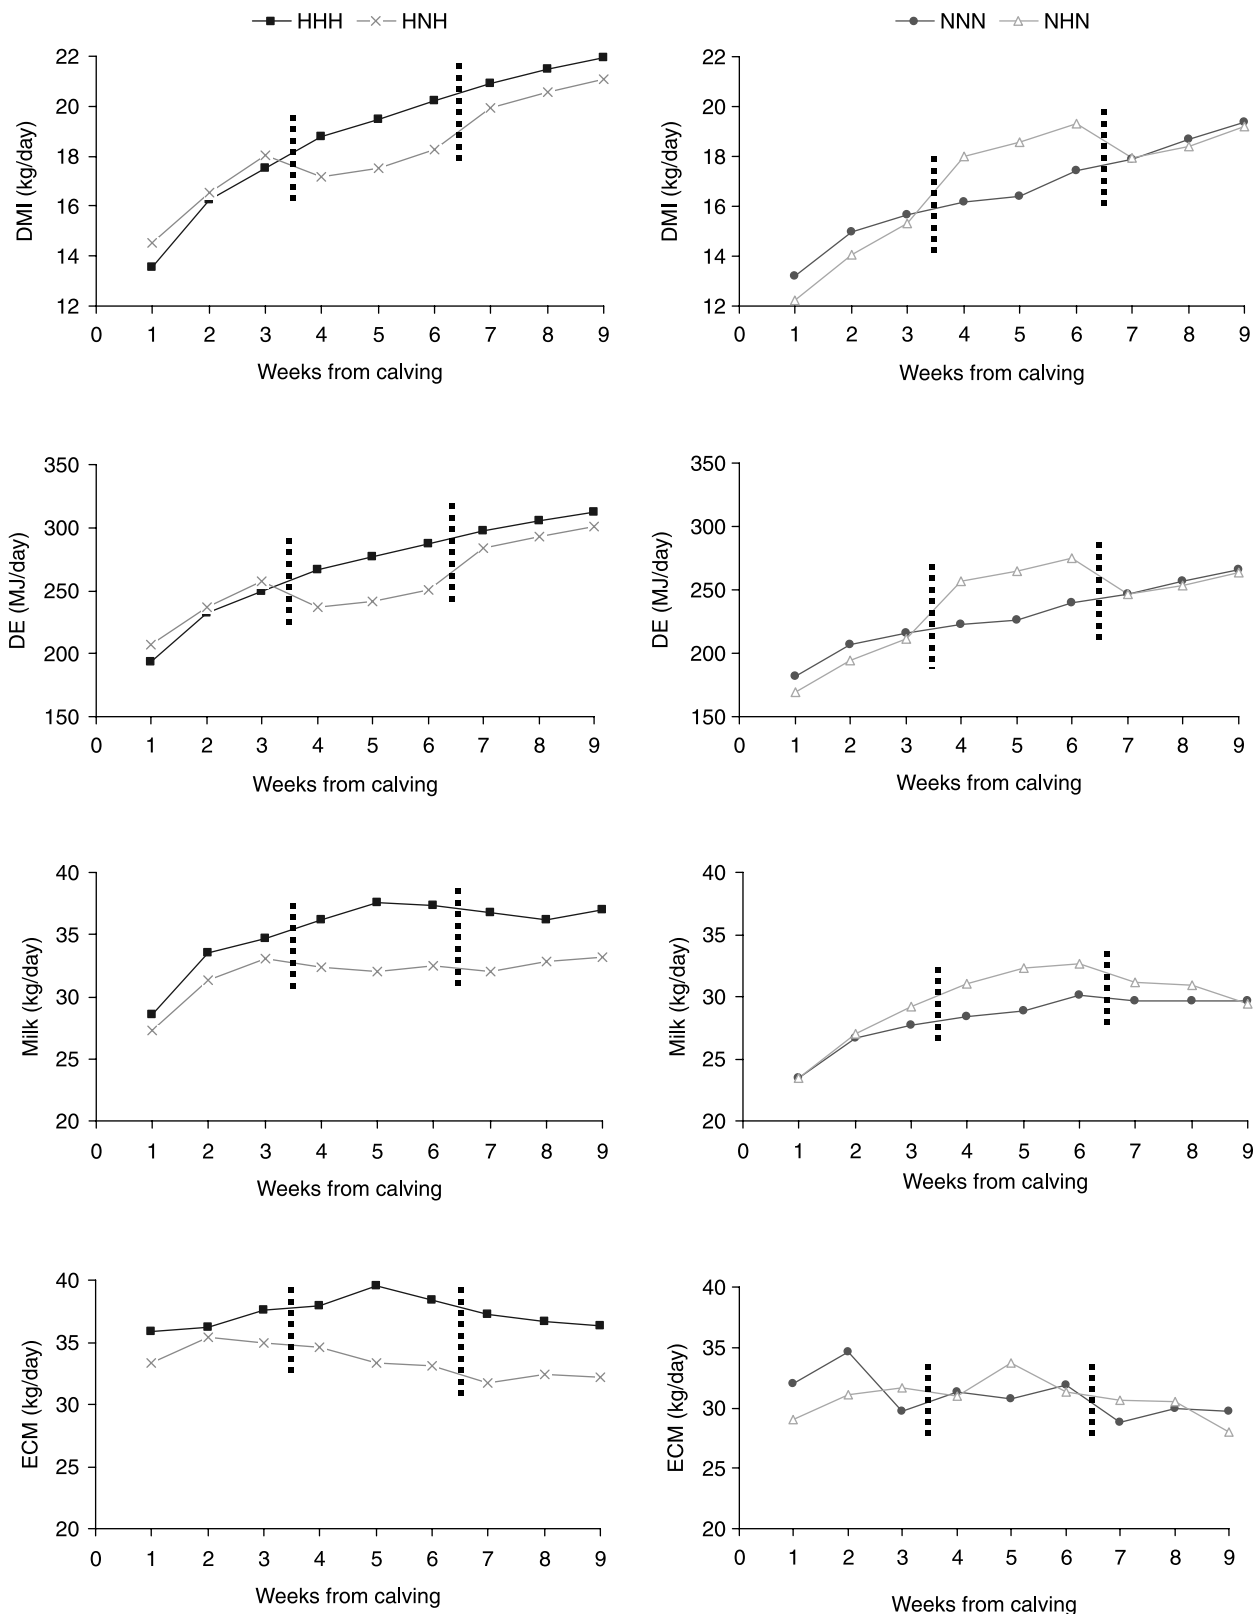 HHH HNH
NNN NHN
DMI (kg/day)
22
20
18
16
14
12
0 1 2 3 4 5 6 7 8 9
Weeks from calving
DMI (kg/day)
22
20
18
16
14
12
0 1 2 3 4 5 6 7 8 9
Weeks from calving
DE (MJ/day)
350
300
250
200
150
0 1 2 3 4 5 6 7 8 9
Weeks from calving
DE (MJ/day)
350
300
250
200
150
0 1 2 3 4 5 6 7 8 9
Weeks from calving
Milk (kg/day)
40
35
30
25
20
0 1 2 3 4 5 6 7 8 9
Weeks from calving
Milk (kg/day)
40
35
30
25
20
0 1 2 3 4 5 6 7 8 9
Weeks from calving
ECM (kg/day)
40
35
30
25
20
0 1 2 3 4 5 6 7 8 9
Weeks from calving
ECM (kg/day)
40
35
30
25
20
0 1 2 3 4 5 6 7 8 9
Weeks from calving